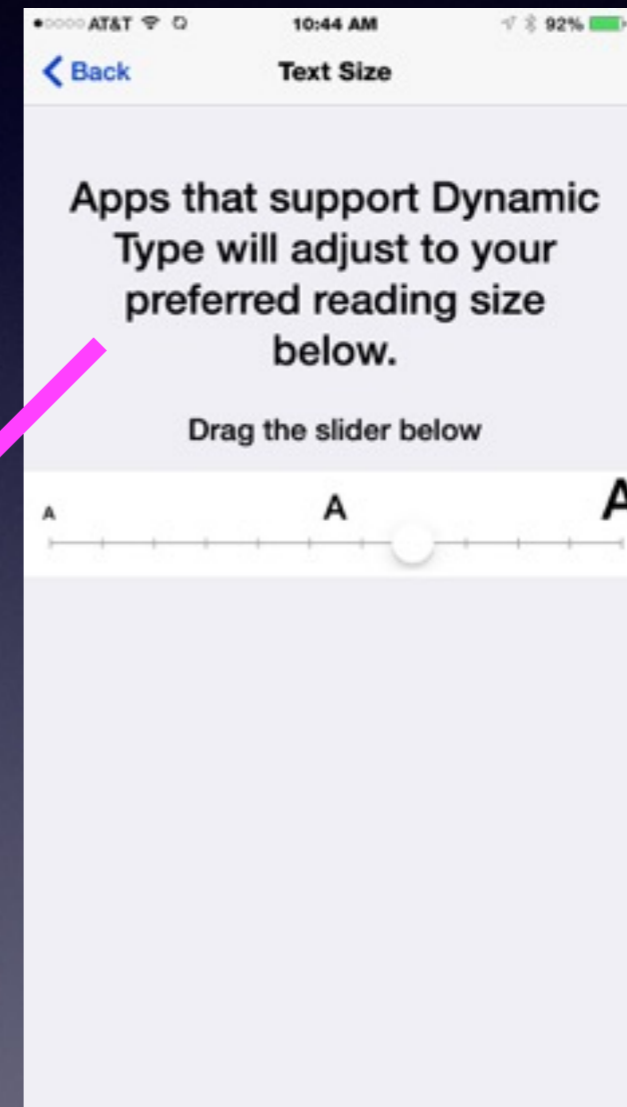 AT&T 10:44 AM 92%
Back Text Size
Apps that support Dynamic
Type will adjust to your
preferred reading size
below.
Drag the slider below
A A A